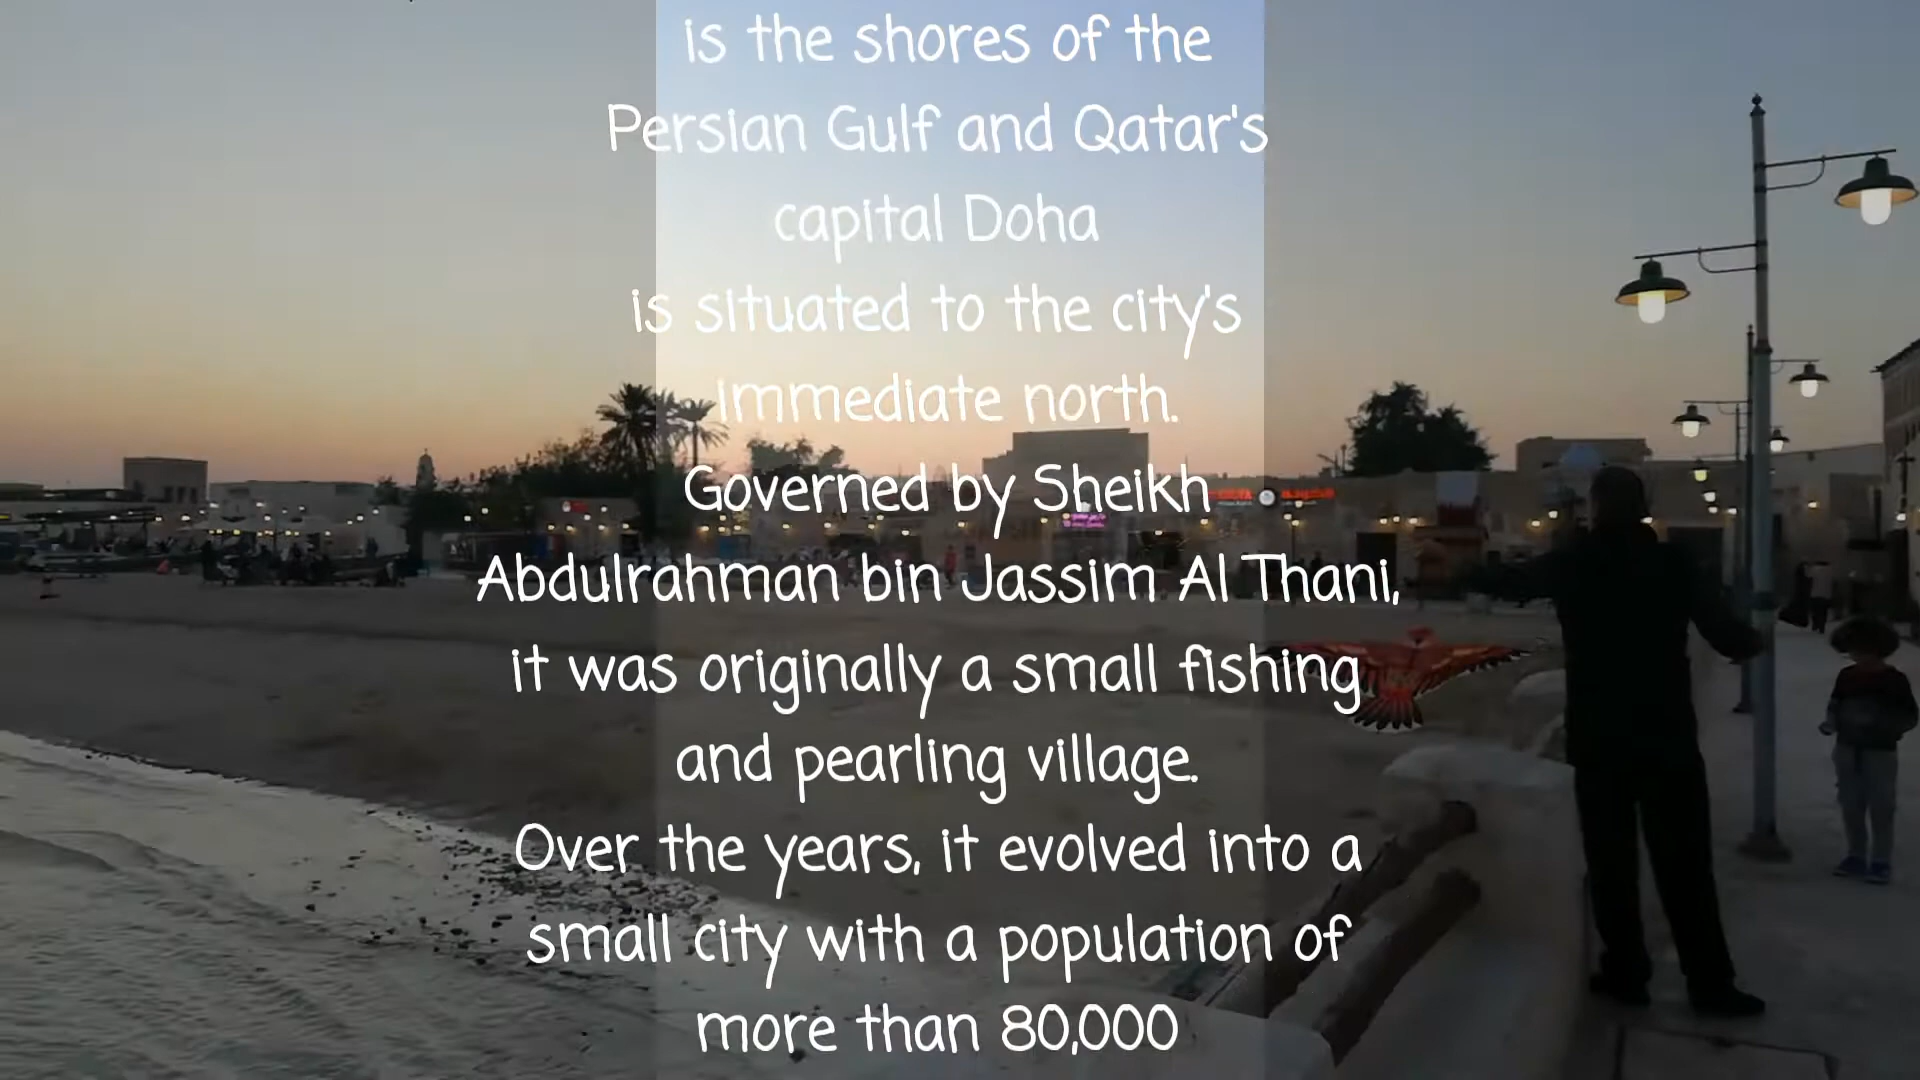 is the shores of the
Persian Gulf and Qatar's
capital Doha
is situated to the city's
immediate north.
Governed by Sheikh
Abdulrahman bin Jassim Al Thani,
it was originally a small fishing
and pearling village.
Over the years, it evolved into a
small city with a population of
more than 80,000